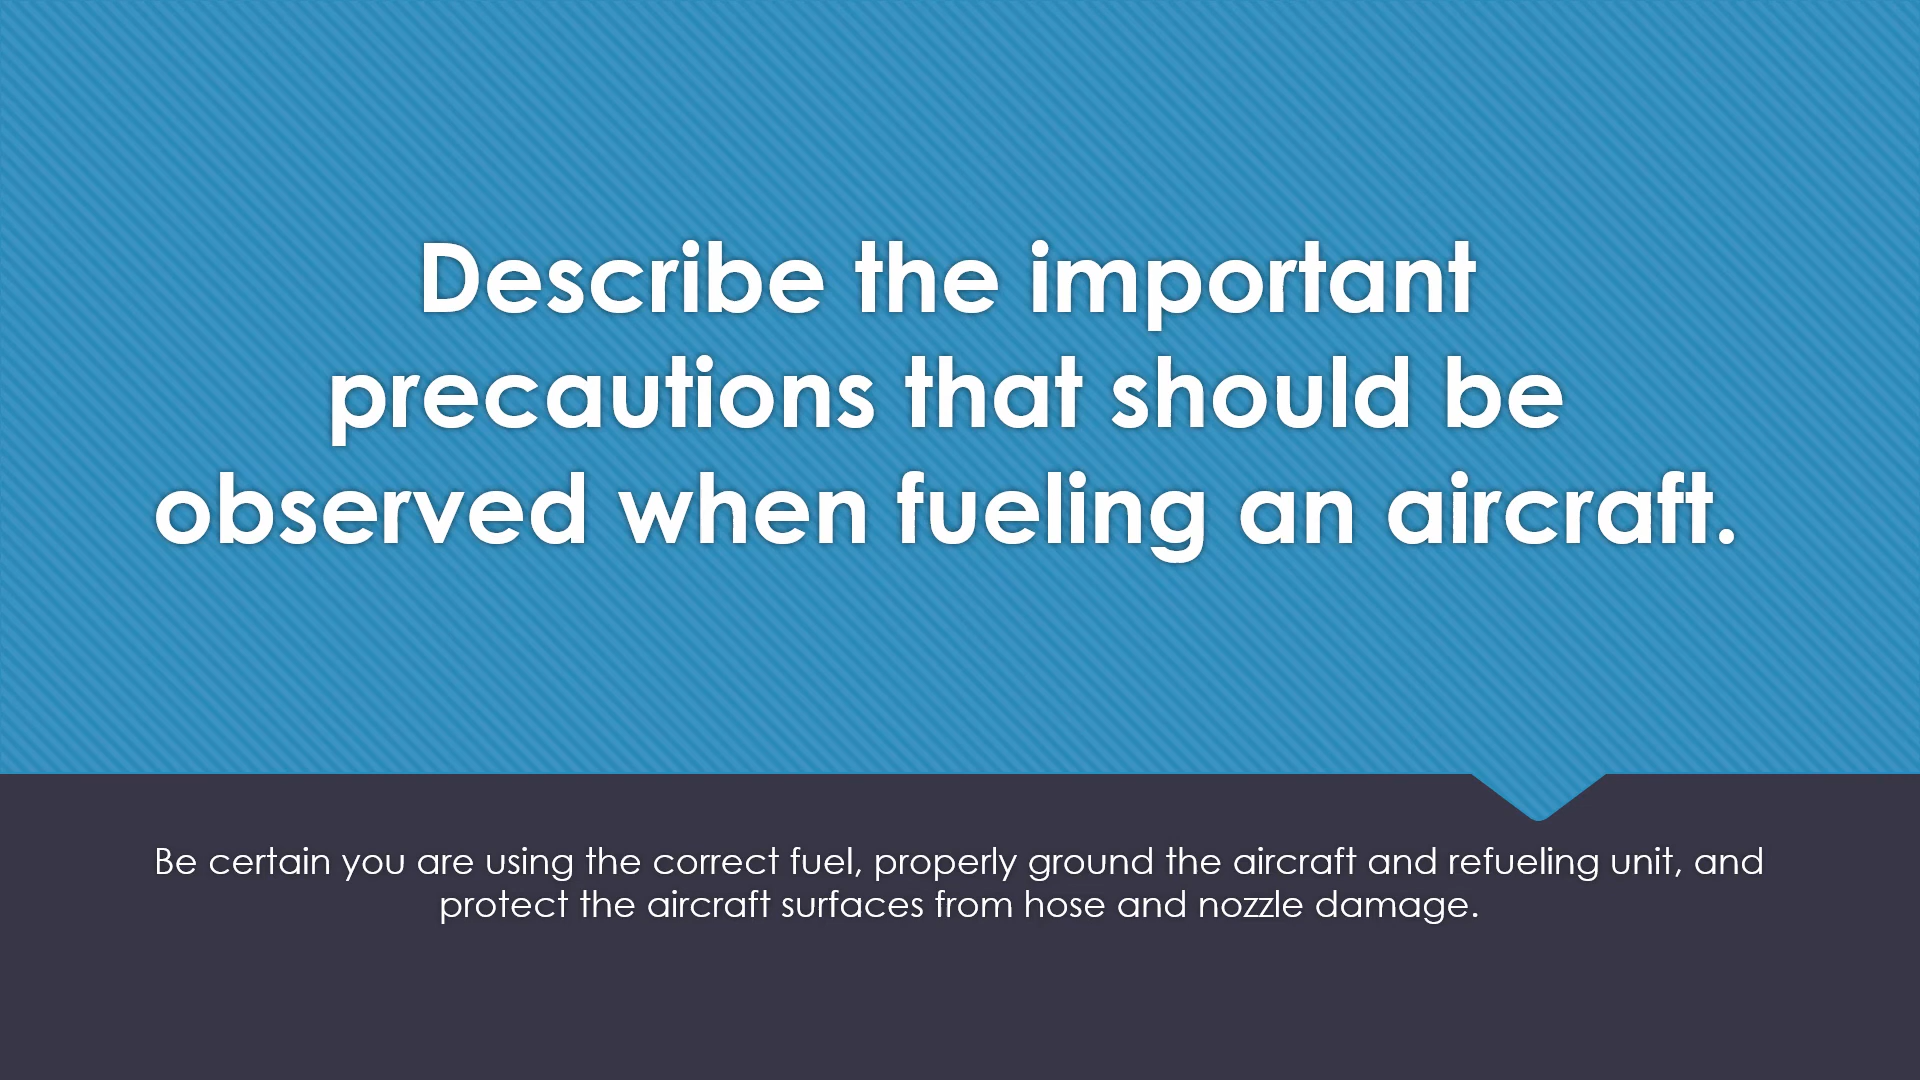 Describe the important
precautions that should be
observed when fueling an aircraft.
Be certain you are using the correct fuel, properly ground the aircraft and refueling unit, and
protect the aircraft surfaces from hose and nozzle damage.